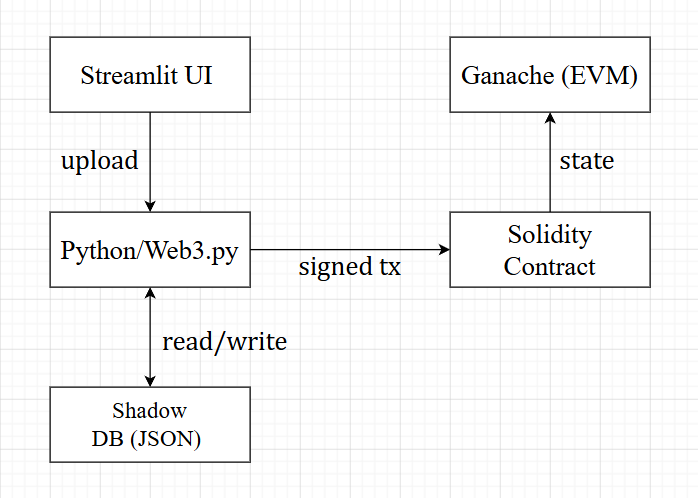 Streamlit UI
Ganache (EVM)
upload
state
Python/Web3.py
signed tx
Solidity
Contract
read/write
Shadow
DB (JSON)